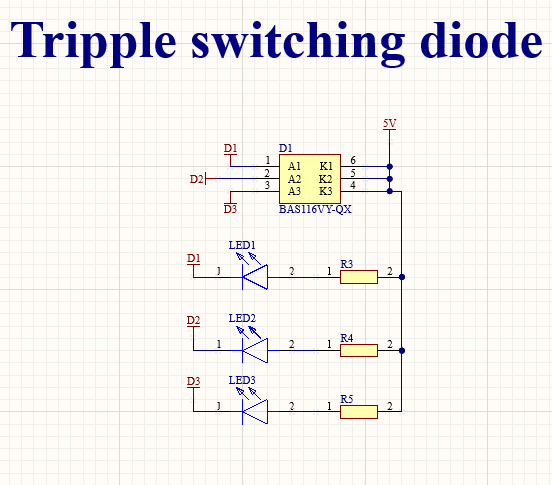 Tripple switching diode
5V
D1 D1
1 A1 K1 6
D2 2 A2 K2 5
3 A3 K3 4
D3 BAS116VY-QX
LED1
D1 R3
1 2 1 2
LED2
D2 R4
1 2 1 2
LED3
D3 R5
1 2 1 2